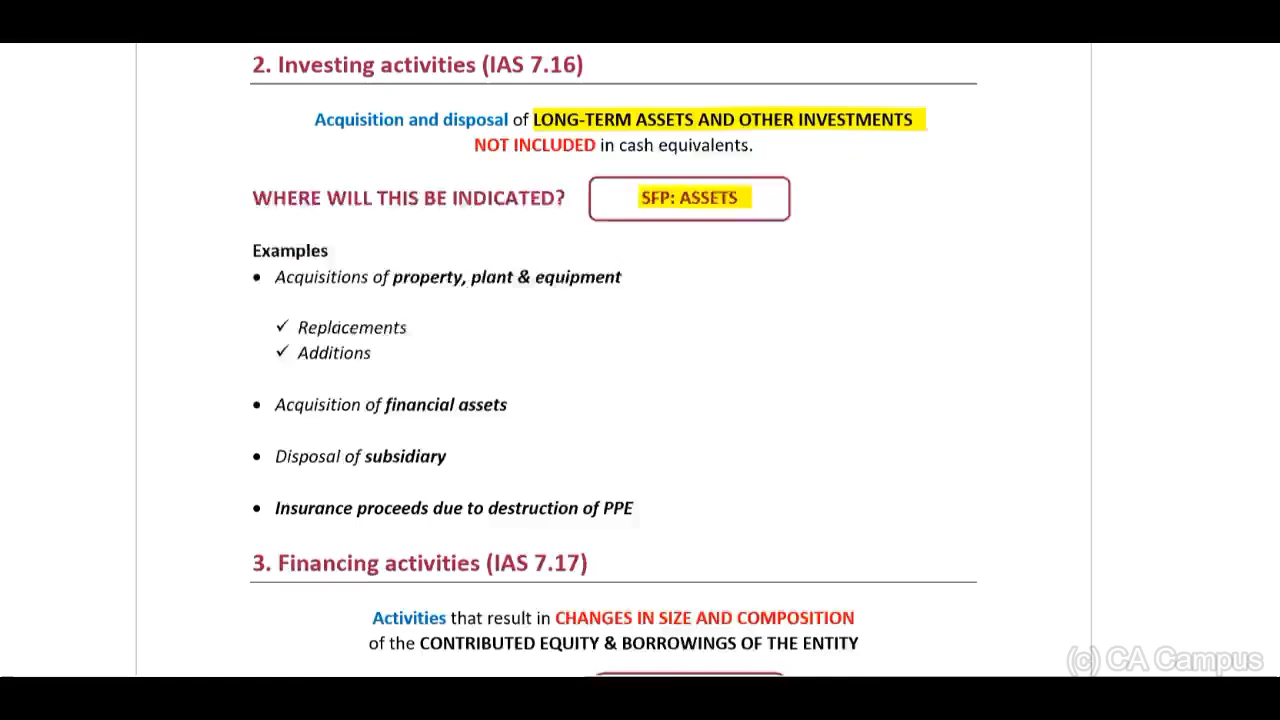 2. Investing activities (IAS 7.16)
Acquisition and disposal of LONG-TERM ASSETS AND OTHER INVESTMENTS
NOT INCLUDED in cash equivalents.
WHERE WILL THIS BE INDICATED? SFP: ASSETS
Examples
• Acquisitions of property, plant & equipment
✓ Replacements
✓ Additions
• Acquisition of financial assets
• Disposal of subsidiary
• Insurance proceeds due to destruction of PPE
3. Financing activities (IAS 7.17)
Activities that result in CHANGES IN SIZE AND COMPOSITION
of the CONTRIBUTED EQUITY & BORROWINGS OF THE ENTITY
(c) CA Campus